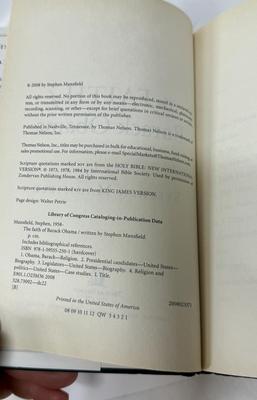 © 2008 by Stephen Mansfield
All rights reserved. No portion of this book may be reproduced, stored in a retrieval
system, or transmitted in any form or by any means—electronic, mechanical, photocopy,
recording, scanning, or other—except for brief quotations in critical reviews or articles,
without the prior written permission of the publisher.
Published in Nashville, Tennessee, by Thomas Nelson. Thomas Nelson is a trademark of
Thomas Nelson, Inc.
Thomas Nelson, Inc., titles may be purchased in bulk for educational, business, fund-raising, or
sales promotional use. For information, please e-mail SpecialMarkets@ThomasNelson.com.
Scripture quotations marked NIV are from the HOLY BIBLE: NEW INTERNATIONAL
VERSION®. © 1973, 1978, 1984 by International Bible Society. Used by permission of
Zondervan Publishing House. All rights reserved.
Scripture quotations marked KJV are from KING JAMES VERSION.
Page design: Walter Petrie
Library of Congress Cataloging-in-Publication Data
Mansfield, Stephen, 1958-
The faith of Barack Obama / written by Stephen Mansfield.
p. cm.
Includes bibliographical references.
ISBN 978-1-59555-250-1 (hardcover)
1. Obama, Barack—Religion. 2. Presidential candidates—United States—
Biography. 3. Legislators—United States—Biography. 4. Religion and
politics—United States—Case studies. I. Title.
E901.1.O23M36 2008
328.73092—dc22
Printed in the United States of America
08 09 10 11 12 QW 5 4 3 2 1